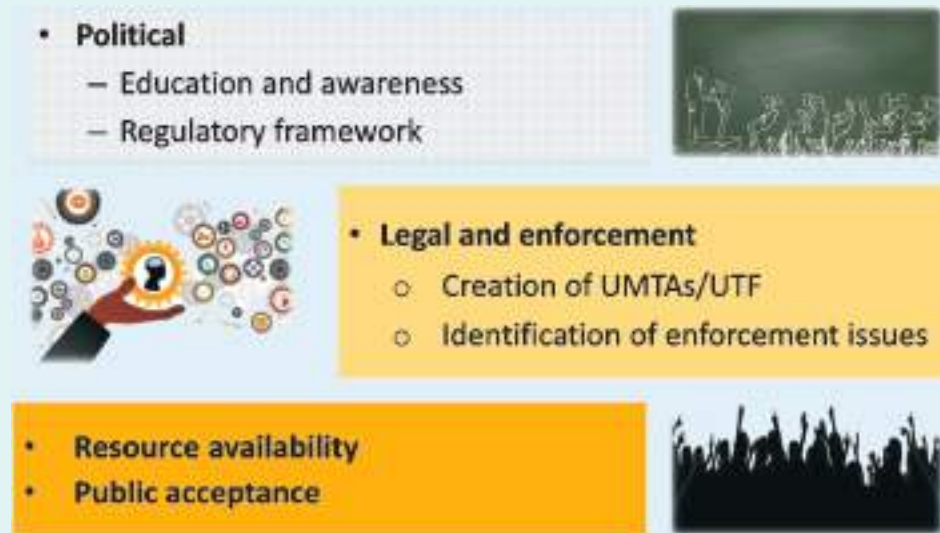 • Political
– Education and awareness
– Regulatory framework
• Legal and enforcement
o Creation of UMTAs/UTF
o Identification of enforcement issues
• Resource availability
• Public acceptance